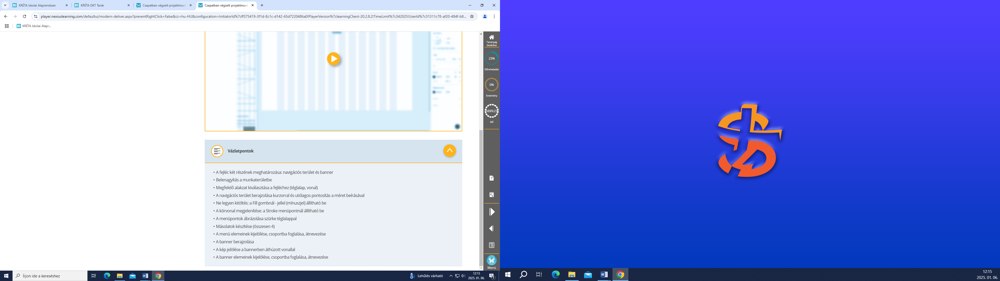 KRÉTA Iskolai Alaprendszer
KRÉTA DKT Tanár
Csapatban végzett projektmun
Csapatban végzett projektmun
player.nexiuslearning.com/defaultui/modern-deliver.aspx?preventRightClick=False&cc=hu-HU&configuration=InitiatorId%7cff375419-3f1d-8c1c-d142-65d7220486a0!PlayerVersion%7clearningClient-20.2.8.2!TimeLimit%7c342025!UserId%7c31311c78-af20-484f-b8...
KRÉTA Iskolai Alapr...
Tananyag
bezárása
23%
Előrehaladás
0%
Eredmény
5699:23
Idő
Vázlatpontok
• A fejléc két részének meghatározása: navigációs terület és banner
• Belenagyítás a munkaterületbe
• Megfelelő alakzat kiválasztása a fejléchez (téglalap, vonal)
• A navigációs terület berajzolása kurzorral és utólagos pontosítás a méret beírásával
• Ne legyen kitöltés: a Fill gombnál - jellel (mínuszjel) állítható be
• A körvonal megjelenítése: a Stroke menüpontnál állítható be
• A menüpontok ábrázolása szürke téglalappal
• Másolatok készítése (összesen 4)
• A menü elemeinek kijelölése, csoportba foglalása, átnevezése
• A banner berajzolása
• A kép jelölése a bannerben áthúzott vonallal
• A banner elemeinek kijelölése, csoportba foglalása, átnevezése
Menü
Írjon ide a kereséshez
Lehűlés várható
12:15
2025. 01. 06.
1
12:15
2025. 01. 06.